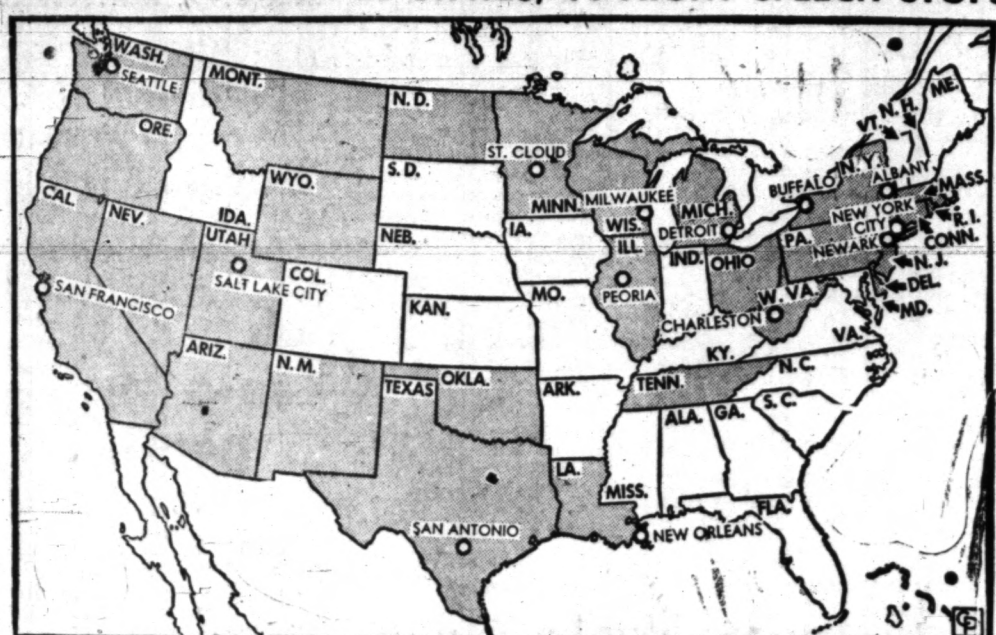 WASH.
SEATTLE
MONT.
N. D.
ME.
VT.
N. H.
ORE.
S. D.
ST. CLOUD
WYO.
MINN.
MILWAUKEE
WIS.
MICH.
DETROIT
BUFFALO
N. Y.
ALBANY
MASS.
R. I.
CONN.
NEW YORK
CITY
NEWARK
N. J.
DEL.
MD.
CAL.
NEV.
IDA.
UTAH
SALT LAKE CITY
NEB.
IA.
ILL.
PEORIA
IND.
OHIO
PA.
W. VA.
CHARLESTON
VA.
SAN FRANCISCO
COL.
KAN.
MO.
KY.
ARIZ.
N. M.
TEXAS
OKLA.
ARK.
TENN.
N. C.
S. C.
ALA.
GA.
LA.
MISS.
FLA.
SAN ANTONIO
NEW ORLEANS